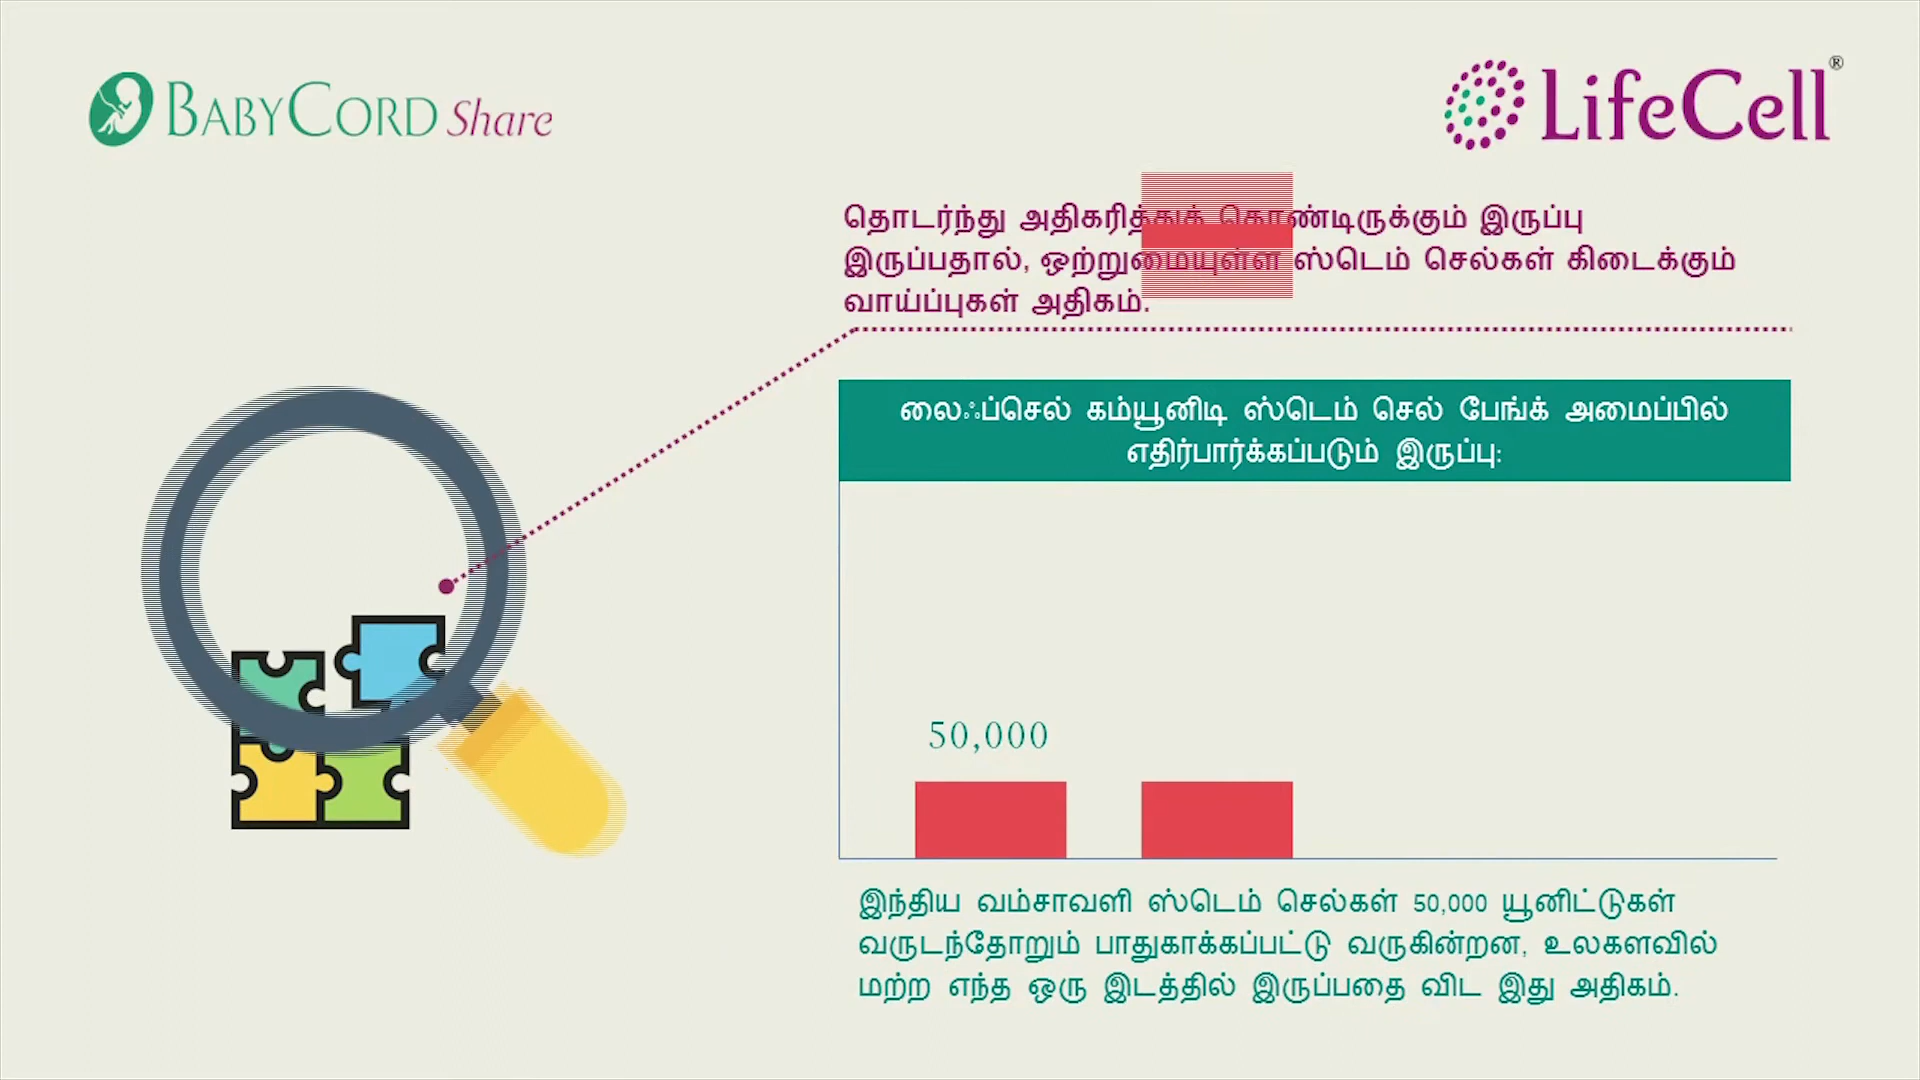 BABYCORD Share
LifeCell®
தொடர்ந்து அதிகரித்துக் கொண்டிருக்கும் இருப்பு
இருப்பதால், ஒற்றுமையுள்ள ஸ்டெம் செல்கள் கிடைக்கும்
வாய்ப்புகள் அதிகம்.
லைஃப்செல் கம்யூனிடி ஸ்டெம் செல் பேங்க் அமைப்பில்
எதிர்பார்க்கப்படும் இருப்பு:
50,000
இந்திய வம்சாவளி ஸ்டெம் செல்கள் 50,000 யூனிட்டுகள்
வருடந்தோறும் பாதுகாக்கப்பட்டு வருகின்றன, உலகளவில்
மற்ற எந்த ஒரு இடத்தில் இருப்பதை விட இது அதிகம்.